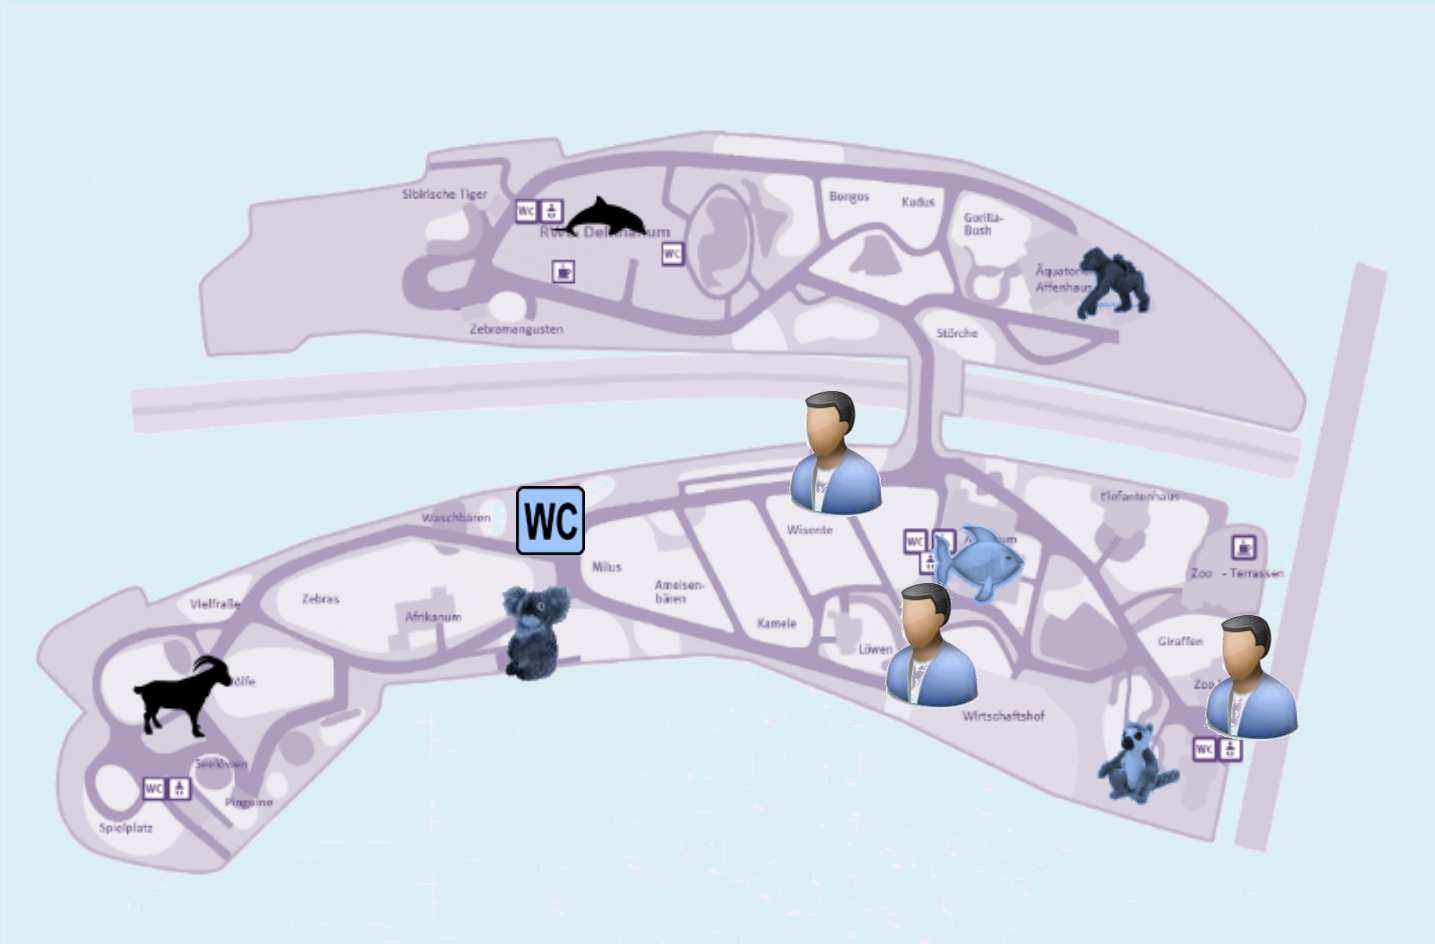 Sibirische Tiger
WC
WC
Zebramangusten
Bongos
Kudus
Gorilla-
Bush
Affenhaus
Störche
Waschbären
WC
Vielfraße
Zebras
Afrikanum
Milus
Ameisen-
bären
Wisente
Kamele
Löwen
WC
Elefantenhaus
Zoo - Terrassen
Giraffen
Zoo
WC
Wirtschaftshof
Seelöwen
WC
Pinguine
Spielplatz